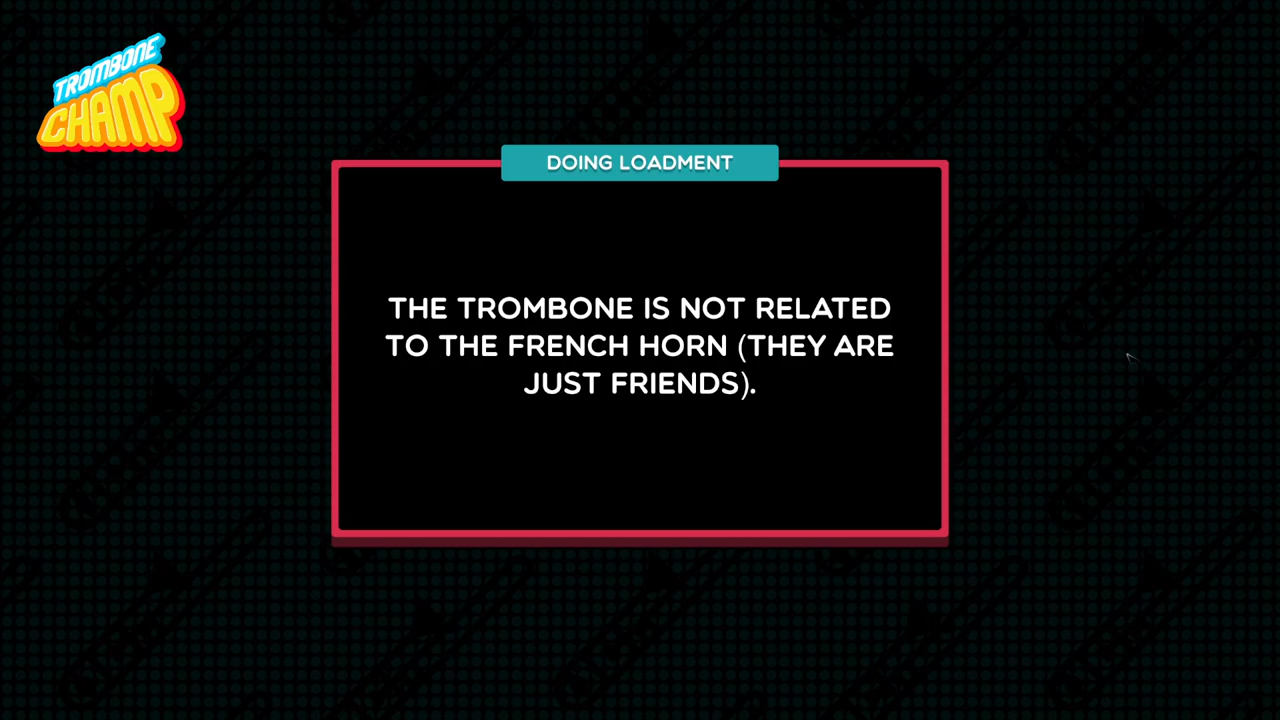 TROMBONE
CHAMP
DOING LOADMENT
THE TROMBONE IS NOT RELATED
TO THE FRENCH HORN (THEY ARE
JUST FRIENDS).